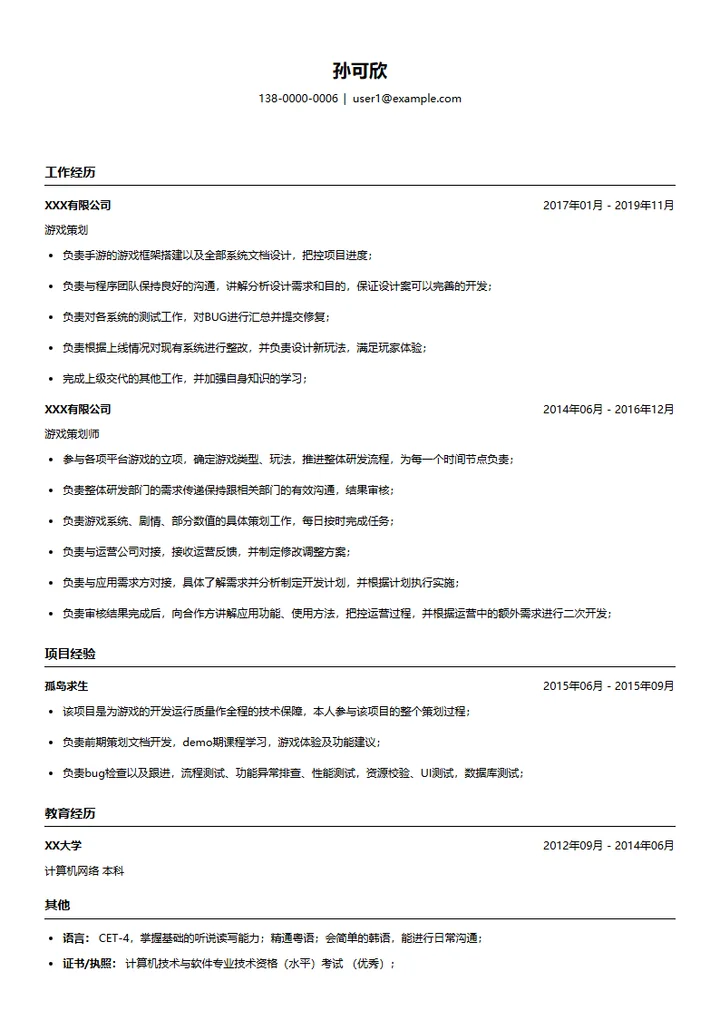 孙可欣
138-0000-0006 | user1@example.com
工作经历
XXX有限公司 2017年01月 - 2019年11月
游戏策划
• 负责手游的游戏框架搭建以及全部系统文档设计，把控项目进度；
• 负责与程序团队保持良好的沟通，讲解分析设计需求和目的，保证设计案可以完善的开发；
• 负责对各系统的测试工作，对BUG进行汇总并提交修复；
• 负责根据上线情况对现有系统进行整改，并负责设计新玩法，满足玩家体验；
• 完成上级交代的其他工作，并加强自身知识的学习；
XXX有限公司 2014年06月 - 2016年12月
游戏策划师
• 参与各项平台游戏的立项，确定游戏类型、玩法，推进整体研发流程，为每一个时间节点负责；
• 负责整体研发部门的需求传递保持跟相关部门的有效沟通，结果审核；
• 负责游戏系统、剧情、部分数值的具体策划工作，每日按时完成任务；
• 负责与运营公司对接，接收运营反馈，并制定修改调整方案；
• 负责与应用需求方对接，具体了解需求并分析制定开发计划，并根据计划执行实施；
• 负责审核结果完成后，向合作方讲解应用功能、使用方法，把控运营过程，并根据运营中的额外需求进行二次开发；
项目经验
孤岛求生 2015年06月 - 2015年09月
• 该项目是为游戏的开发运行质量作全程的技术保障，本人参与该项目的整个策划过程；
• 负责前期策划文档开发，demo期课程学习，游戏体验及功能建议；
• 负责bug检查以及跟进，流程测试、功能异常排查、性能测试，资源校验、UI测试，数据库测试；
教育经历
XX大学 2012年09月 - 2014年06月
计算机网络 本科
其他
• 语言： CET-4，掌握基础的听说读写能力；精通粤语；会简单的韩语，能进行日常沟通；
• 证书/执照： 计算机技术与软件专业技术资格（水平）考试 （优秀）；